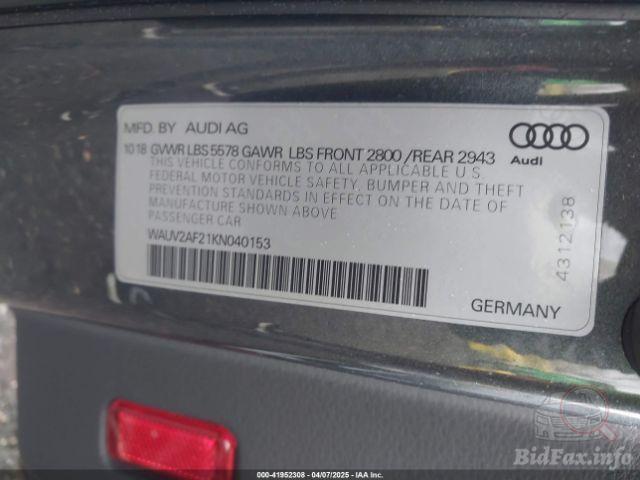 MFD. BY AUDI AG
10 18 GVWR LBS 5578 GAWR LBS FRONT 2800 / REAR 2943
THIS VEHICLE CONFORMS TO ALL APPLICABLE U.S.
FEDERAL MOTOR VEHICLE SAFETY, BUMPER AND THEFT
PREVENTION STANDARDS IN EFFECT ON THE DATE OF
MANUFACTURE SHOWN ABOVE
PASSENGER CAR
WAUV2AF21KN040153
Audi
4312138
GERMANY
BidFax.info
00-41952308 - 04/07/2025 - IAA Inc.